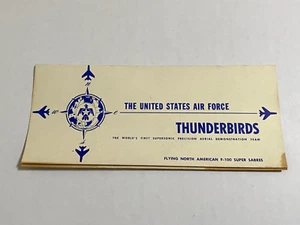 N
W
E
S
THE UNITED STATES AIR FORCE
THUNDERBIRDS
THE WORLD'S FIRST SUPERSONIC PRECISION AERIAL DEMONSTRATION TEAM
FLYING NORTH AMERICAN F-100 SUPER SABRES